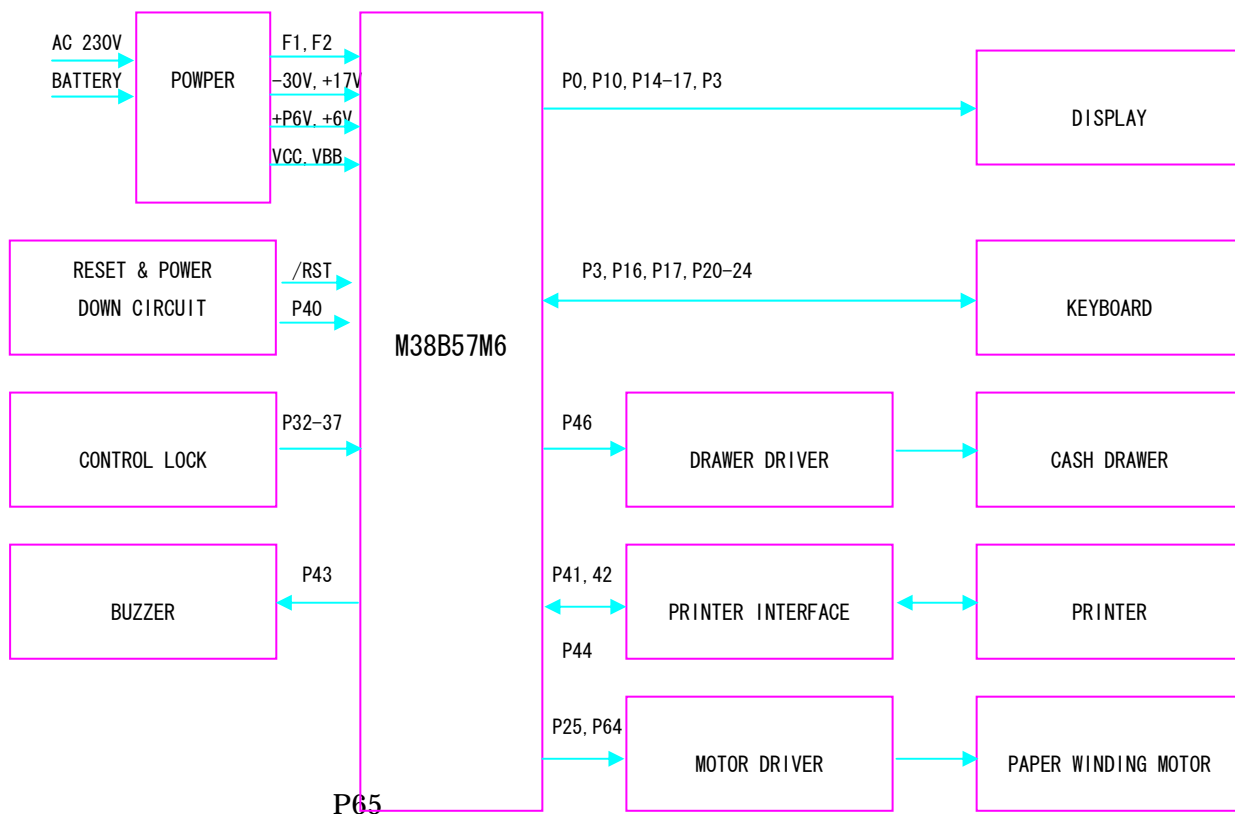 AC 230V
BATTERY
POWPER
F1, F2
-30V, +17V
+P6V, +6V
VCC, VBB
P0, P10, P14-17, P3
DISPLAY
RESET & POWER
DOWN CIRCUIT
/RST
P40
M38B57M6
P3, P16, P17, P20-24
KEYBOARD
CONTROL LOCK
P32-37
P46
DRAWER DRIVER
CASH DRAWER
BUZZER
P43
P41, 42
P44
PRINTER INTERFACE
PRINTER
P25, P64
MOTOR DRIVER
PAPER WINDING MOTOR
P65